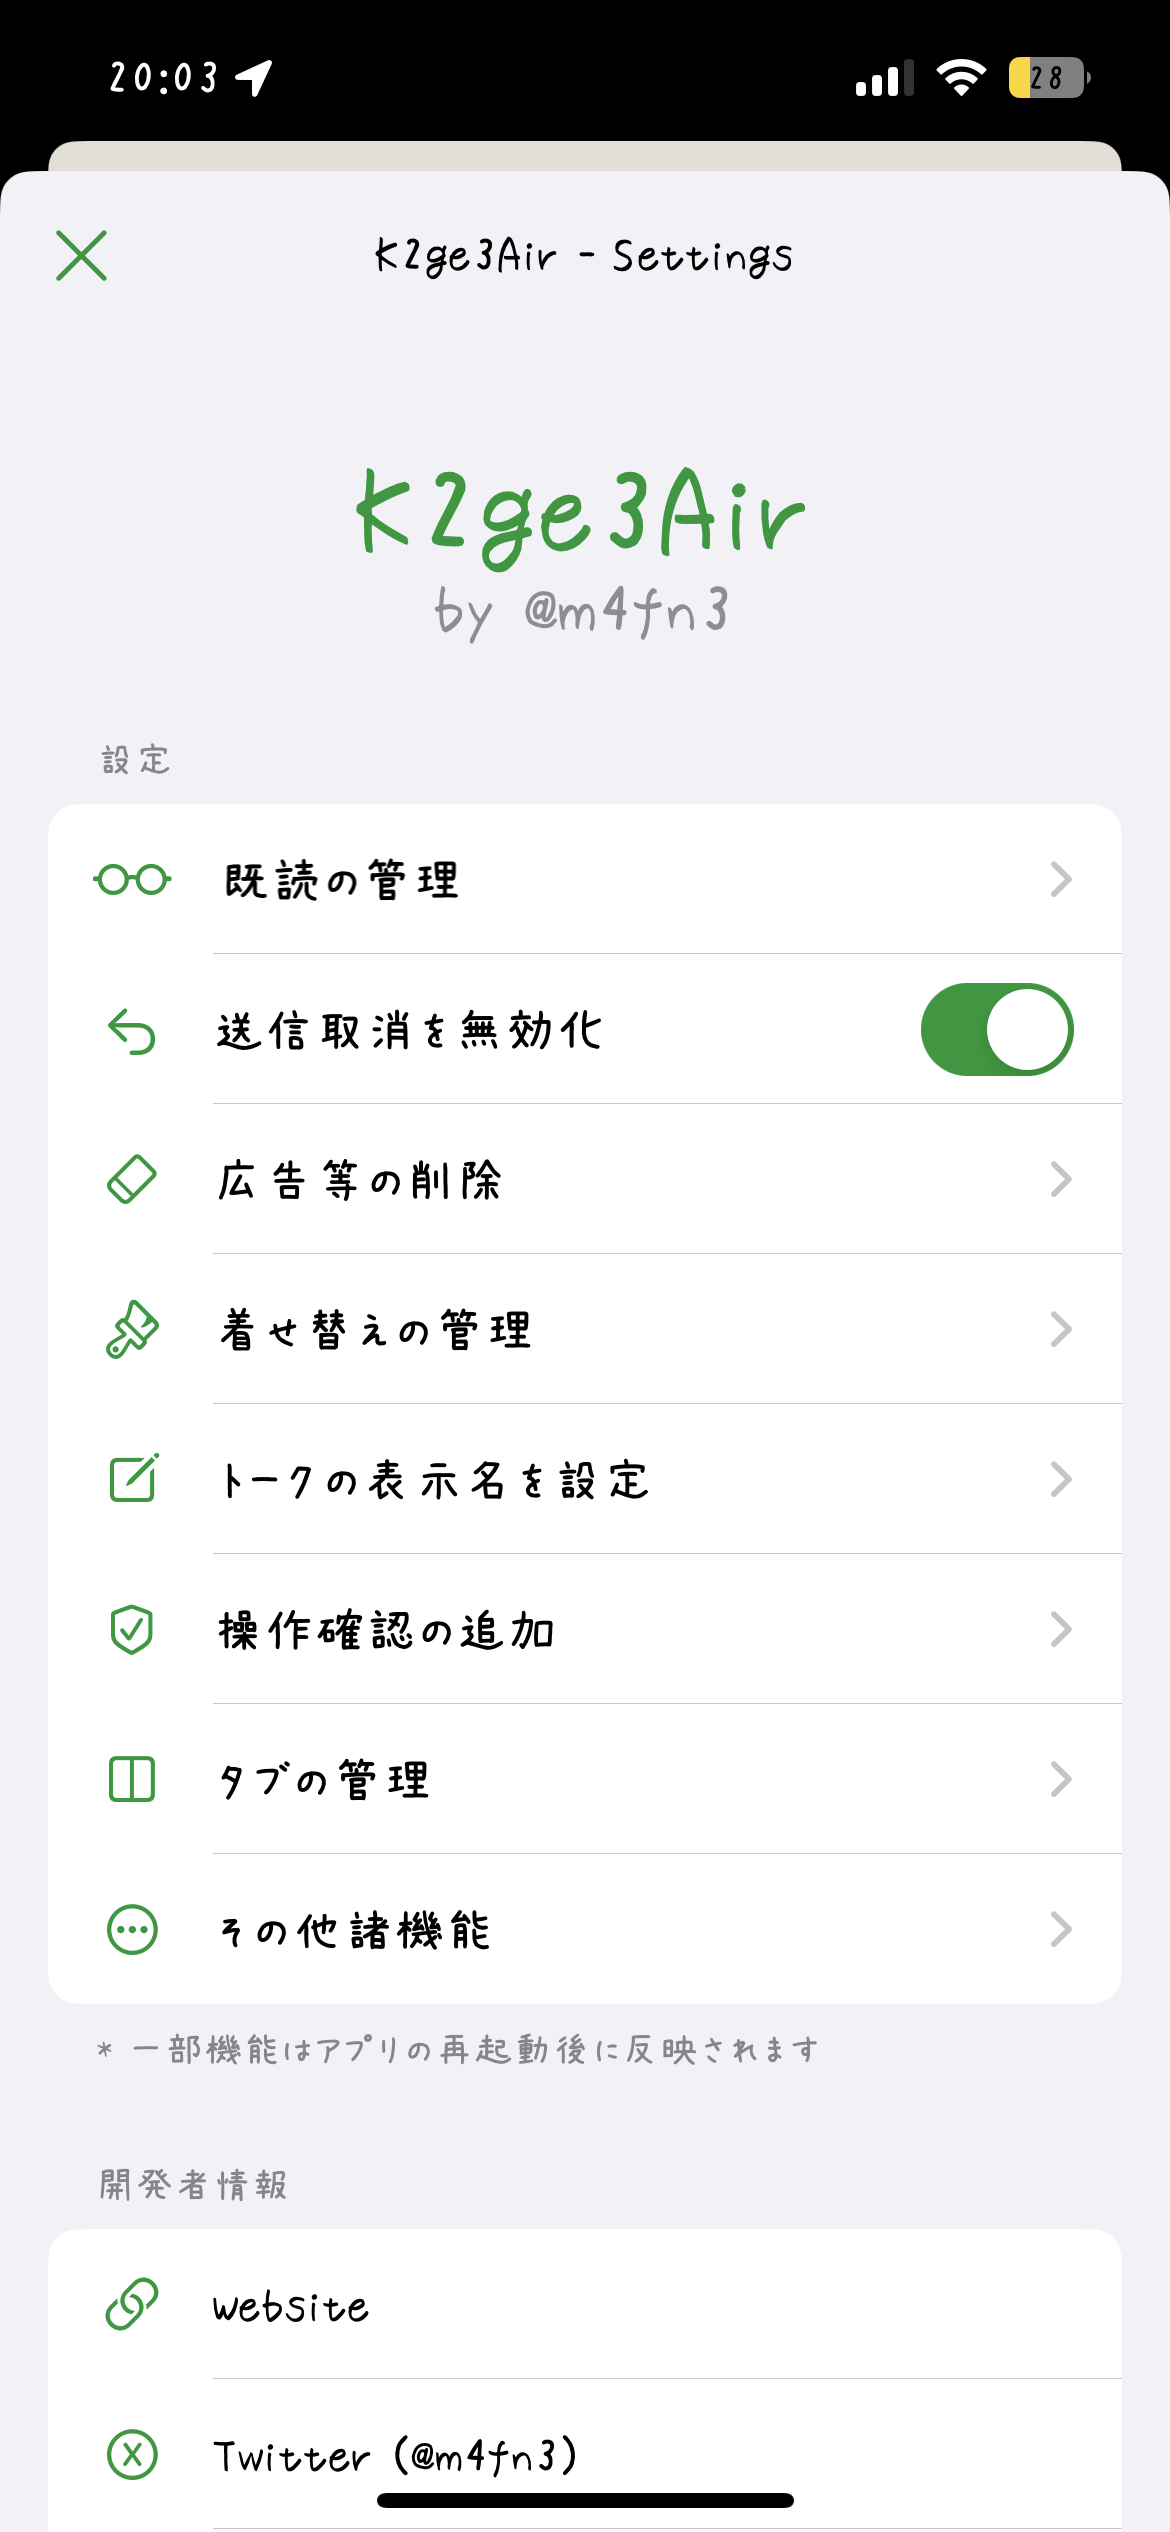 20:03
28
K2ge3Air - Settings
K2ge3Air
by @m4fn3
設定
既読の管理
送信取消を無効化
広告等の削除
着せ替えの管理
トークの表示名を設定
操作確認の追加
タブの管理
その他諸機能
* 一部機能はアプリの再起動後に反映されます
開発者情報
Website
Twitter (@m4fn3)